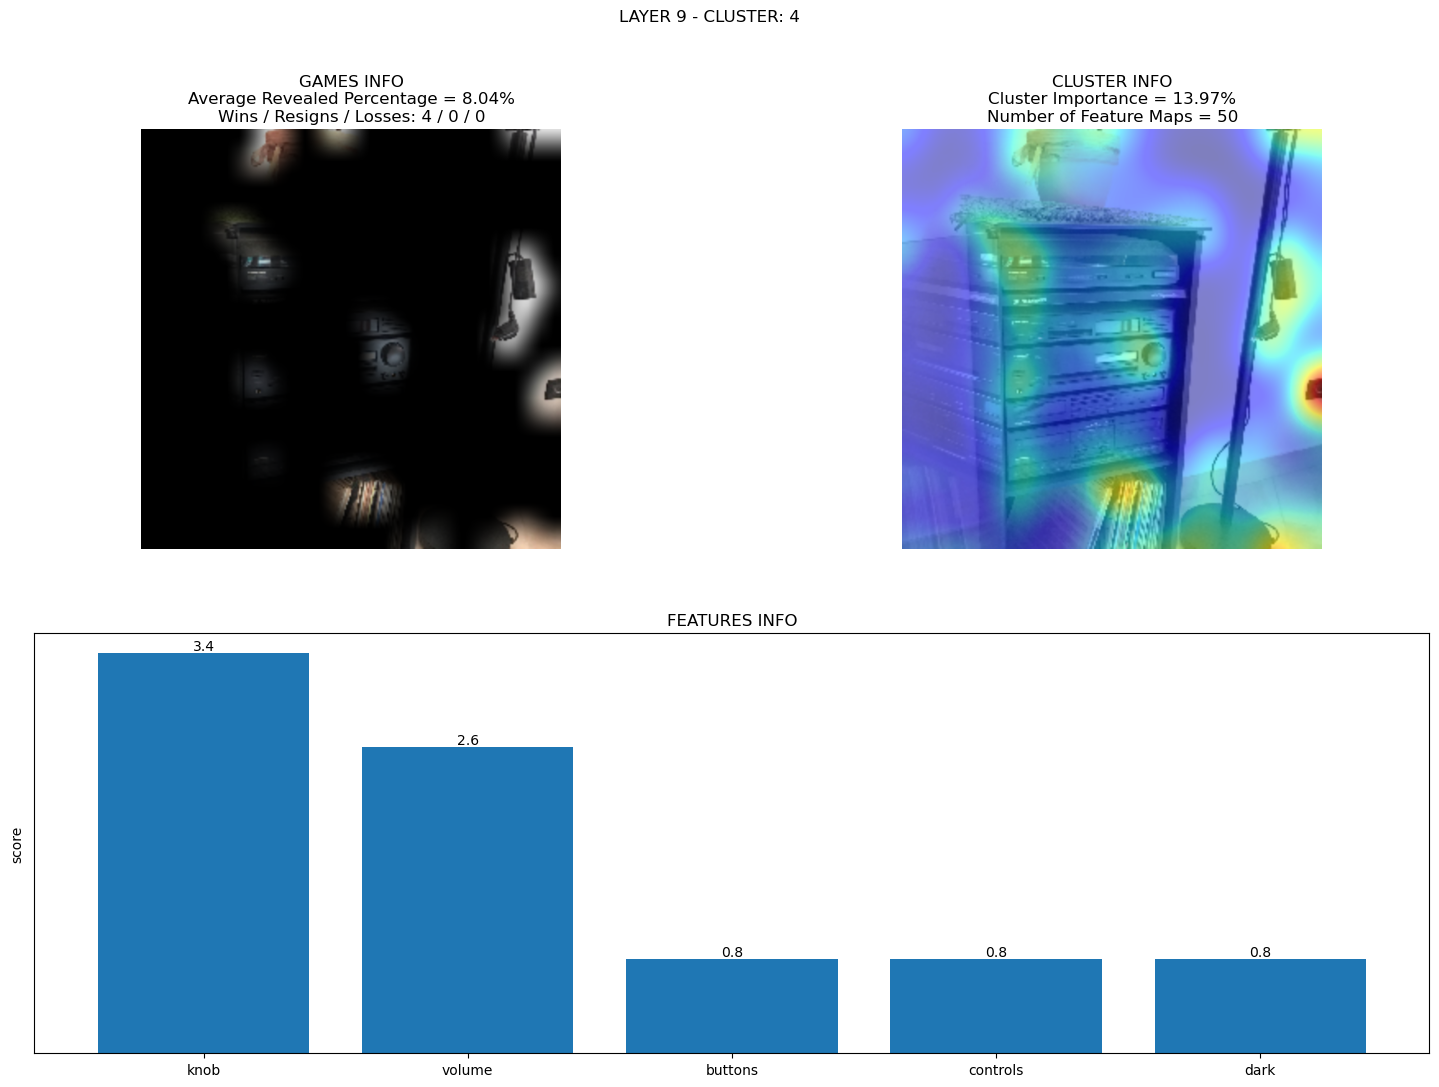 LAYER 9 - CLUSTER: 4
GAMES INFO
Average Revealed Percentage = 8.04%
Wins / Resigns / Losses: 4 / 0 / 0
CLUSTER INFO
Cluster Importance = 13.97%
Number of Feature Maps = 50
FEATURES INFO
score
3.4
2.6
0.8
0.8
0.8
knob
volume
buttons
controls
dark